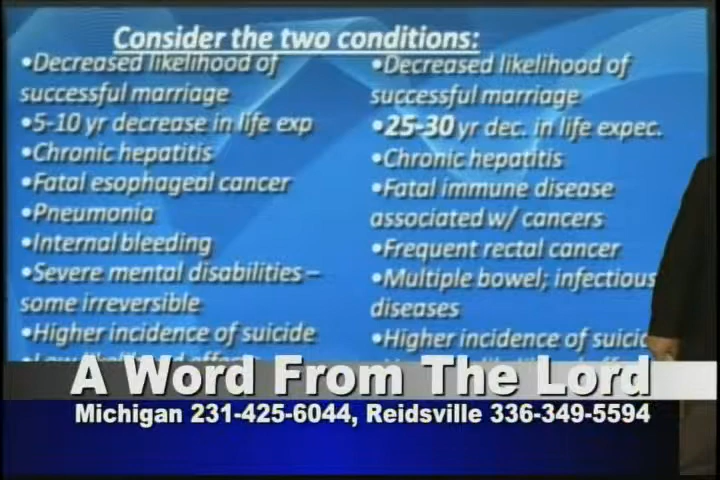 Consider the two conditions:
•Decreased likelihood of
successful marriage
•5-10 yr decrease in life exp
•Chronic hepatitis
•Fatal esophageal cancer
•Pneumonia
•Internal bleeding
•Severe mental disabilities –
some irreversible
•Higher incidence of suicide
•Decreased likelihood of
successful marriage
•25-30 yr dec. in life expec.
•Chronic hepatitis
•Fatal immune disease
associated w/ cancers
•Frequent rectal cancer
•Multiple bowel; infectious
diseases
•Higher incidence of
A Word From The Lord
Michigan 231-425-6044, Reidsville 336-349-5594